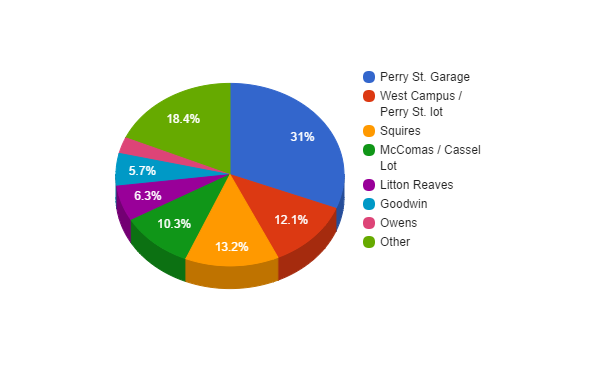 31%
12.1%
13.2%
10.3%
6.3%
5.7%
18.4%
Perry St. Garage
West Campus /
Perry St. lot
Squires
McComas / Cassel
Lot
Litton Reaves
Goodwin
Owens
Other